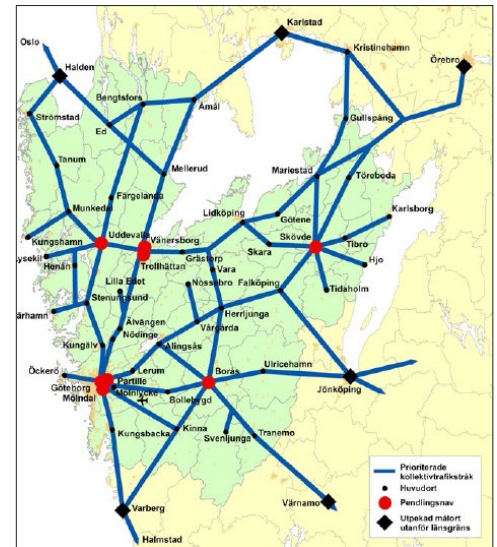 Karlstad
Oslo
Kristinehamn
Örebro
Halden
Bengtsfors
Åmål
Strömstad
Ed
Gullspång
Tanum
Mellerud
Mariestad
Töreboda
Färgelanda
Munkedal
Lidköping
Götene
Karlsborg
Kungshamn
Uddevalla
Vänersborg
Skövde
Lysekil
Trollhättan
Grästorp
Skara
Tibro
Henån
Vara
Hjo
Lilla Edet
Nossebro
Falköping
Stenungsund
Tidaholm
Kärhamn
Älvängen
Herrljunga
Nödinge
Vårgårda
Kungälv
Alingsås
Öckerö
Lerum
Borås
Ulricehamn
Göteborg
Partille
Jönköping
Mölndal
Mölnlycke
Bollebygd
Kungsbacka
Kinna
Svenljunga
Tranemo
Värnamo
Varberg
Halmstad
Prioriterade
kollektivtrafikstråk
Huvudort
Pendlingsnav
Utpekad målort
utanför länsgräns